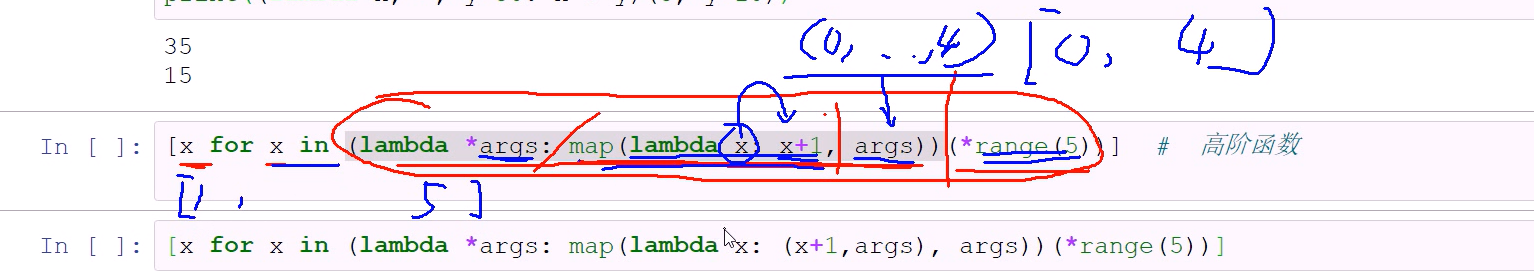 35
15
(0, ..,4) [0, 4]
In [ ]: [x for x in (lambda *args: map(lambda x: x+1, args))(*range(5))] # 高阶函数
[1, 5]
In [ ]: [x for x in (lambda *args: map(lambda x: (x+1,args), args))(*range(5))]